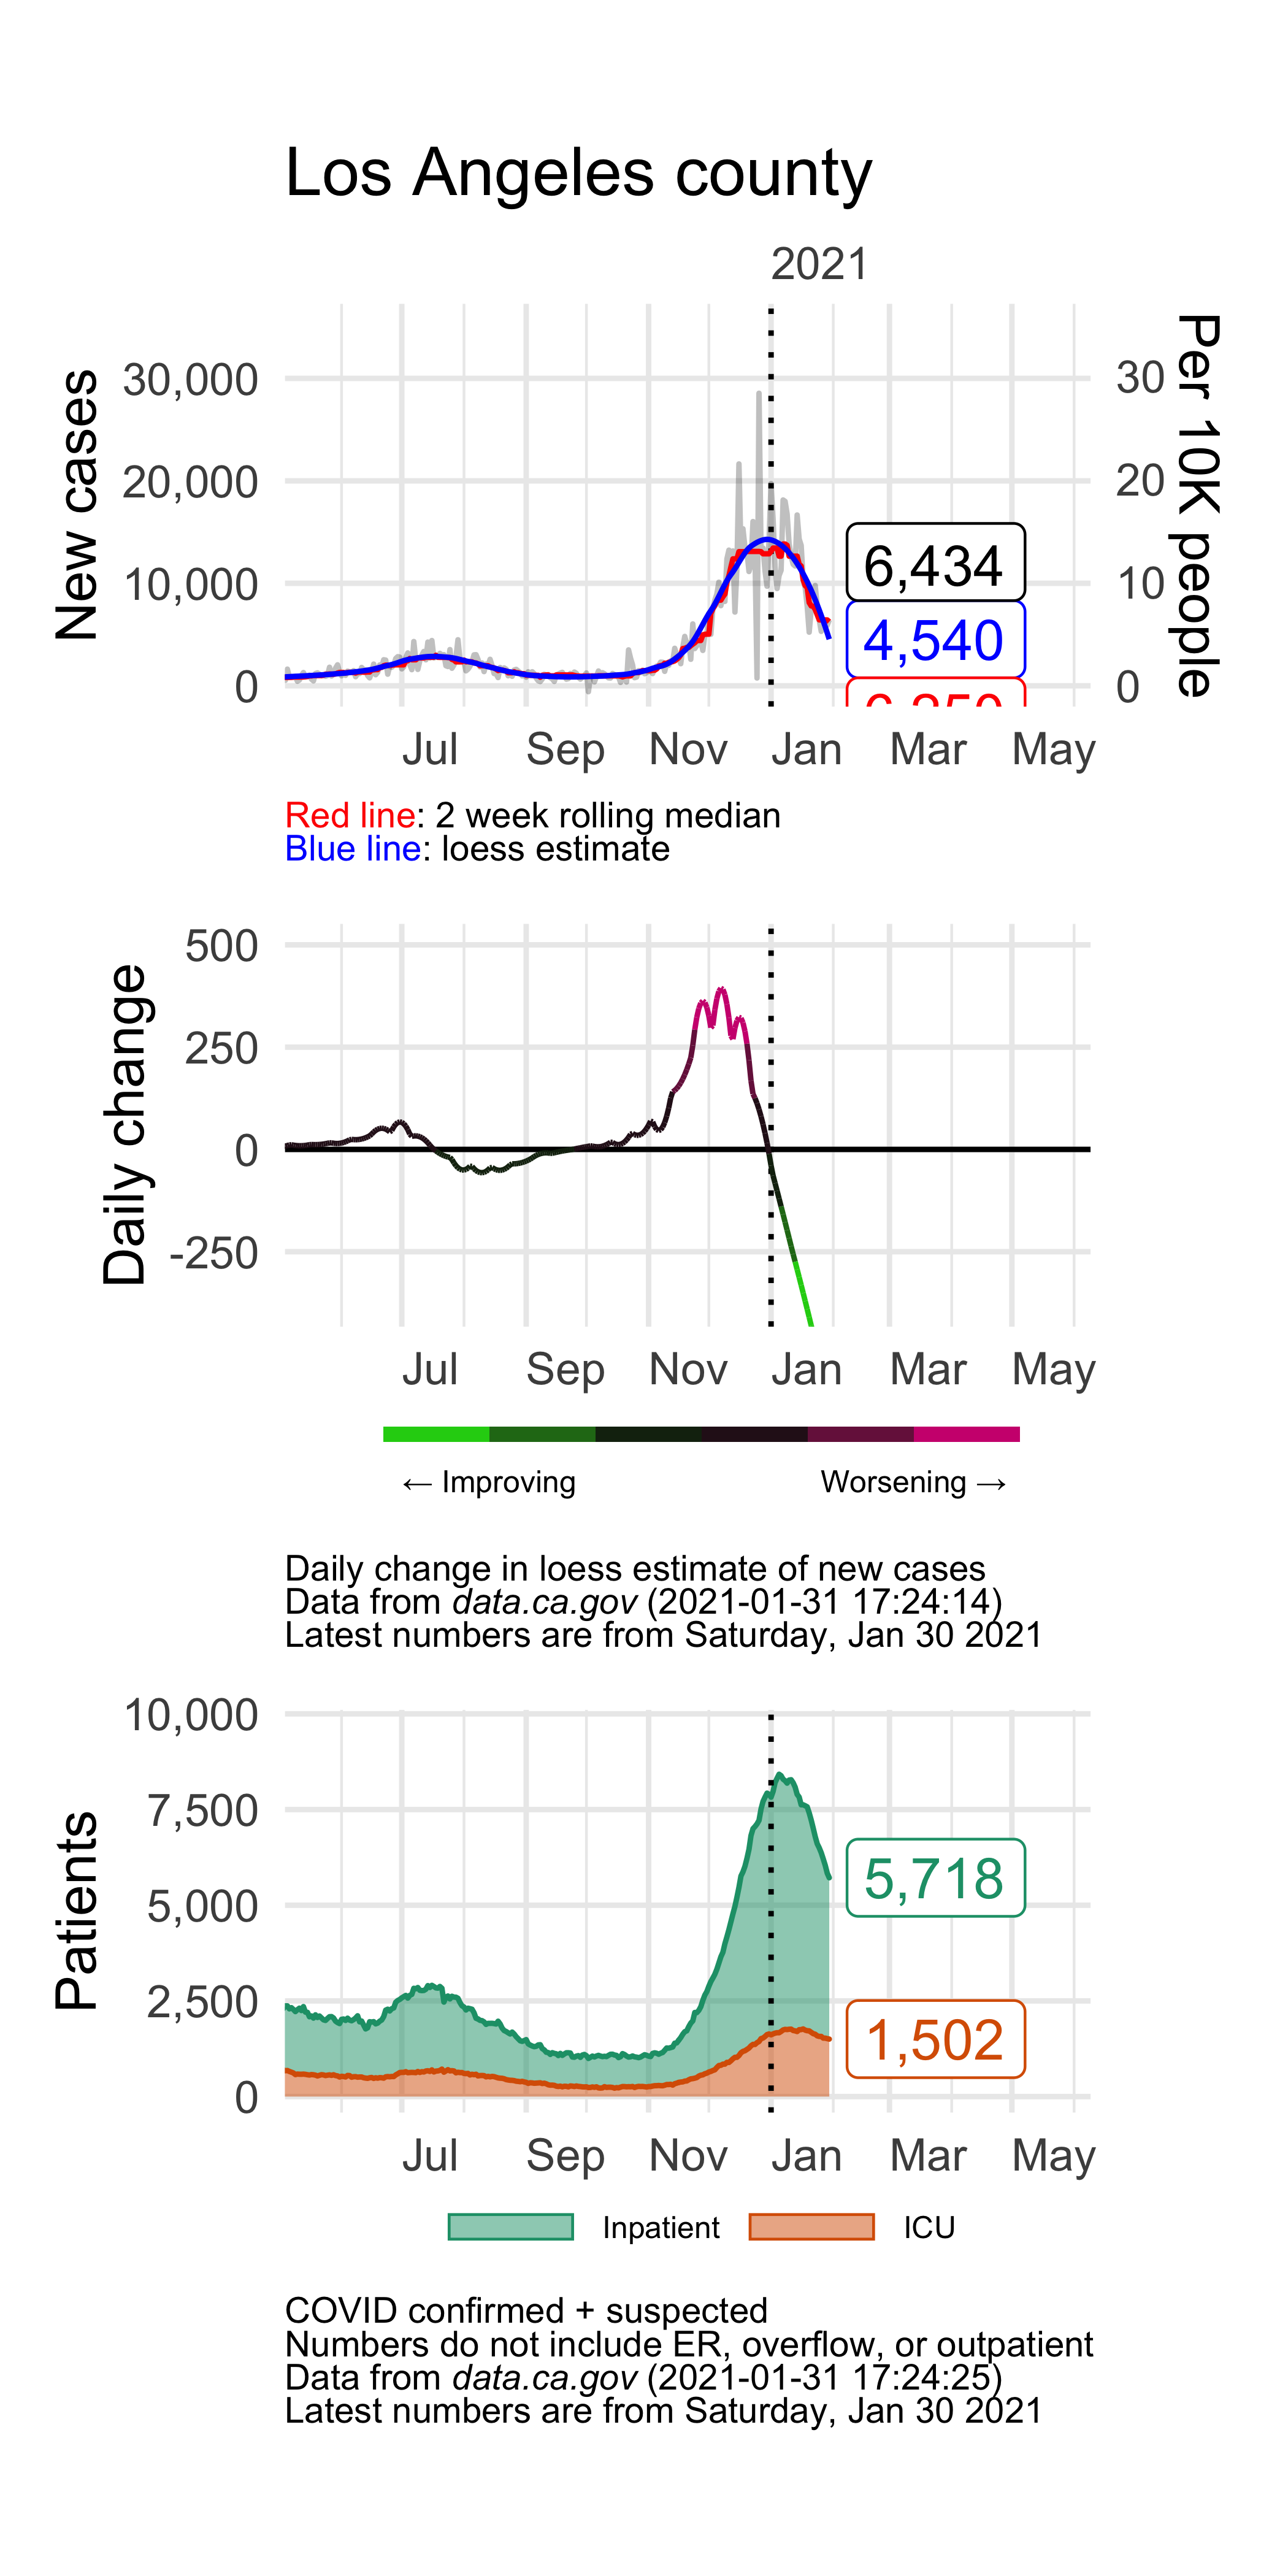 Los Angeles county
2021
New cases
30,000
20,000
10,000
0
30
20
10
0
Per 10K people
6,434
4,540
Jul Sep Nov Jan Mar May
Red line: 2 week rolling median
Blue line: loess estimate
Daily change
500
250
0
-250
Jul Sep Nov Jan Mar May
← Improving Worsening →
Daily change in loess estimate of new cases
Data from data.ca.gov (2021-01-31 17:24:14)
Latest numbers are from Saturday, Jan 30 2021
Patients
10,000
7,500
5,000
2,500
0
5,718
1,502
Jul Sep Nov Jan Mar May
Inpatient ICU
COVID confirmed + suspected
Numbers do not include ER, overflow, or outpatient
Data from data.ca.gov (2021-01-31 17:24:25)
Latest numbers are from Saturday, Jan 30 2021